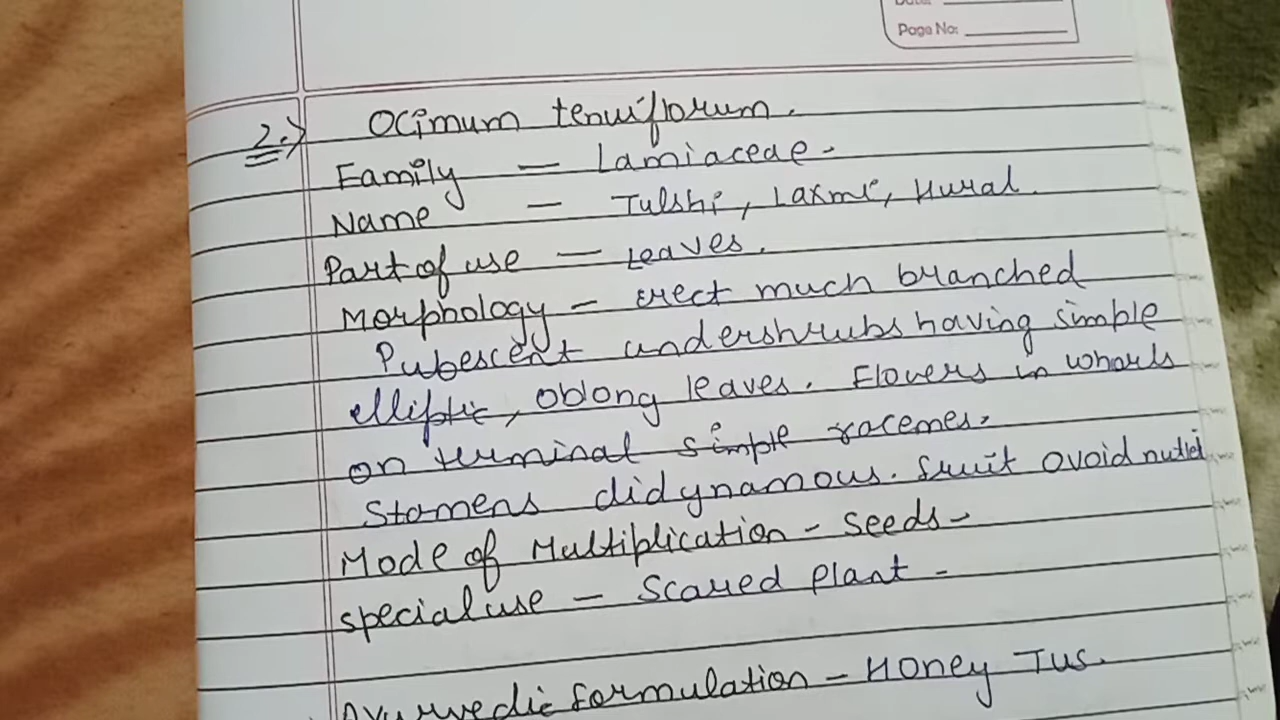 Page No:
2.) Ocimum tenuiflorum.
Family — Lamiaceae.
Name — Tulshi, Laxmi, Hural.
Part of use — Leaves.
Morphology — erect much branched
Pubescent undershrubs having simple
elliptic, oblong leaves. Flowers in whorls
on terminal simple racemes.
Stamens didynamous. fruit ovoid nutlet
Mode of Multiplication - seeds-
special use — Scared plant -
Ayurvedic formulation - Honey Tus.